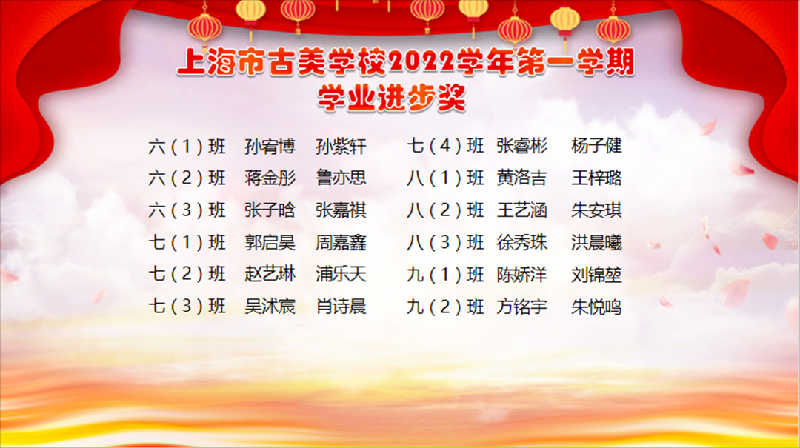 上海市古美学校2022学年第一学期
学业进步奖
六（1）班 孙宥博 孙紫轩
六（2）班 蒋金彤 鲁亦思
六（3）班 张子晗 张嘉祺
七（1）班 郭启昊 周嘉鑫
七（2）班 赵艺琳 浦乐天
七（3）班 吴沭宸 肖诗晨
七（4）班 张睿彬 杨子健
八（1）班 黄洛吉 王梓璐
八（2）班 王艺涵 朱安琪
八（3）班 徐秀珠 洪晨曦
九（1）班 陈娇洋 刘锦堃
九（2）班 方铭宇 朱悦鸣